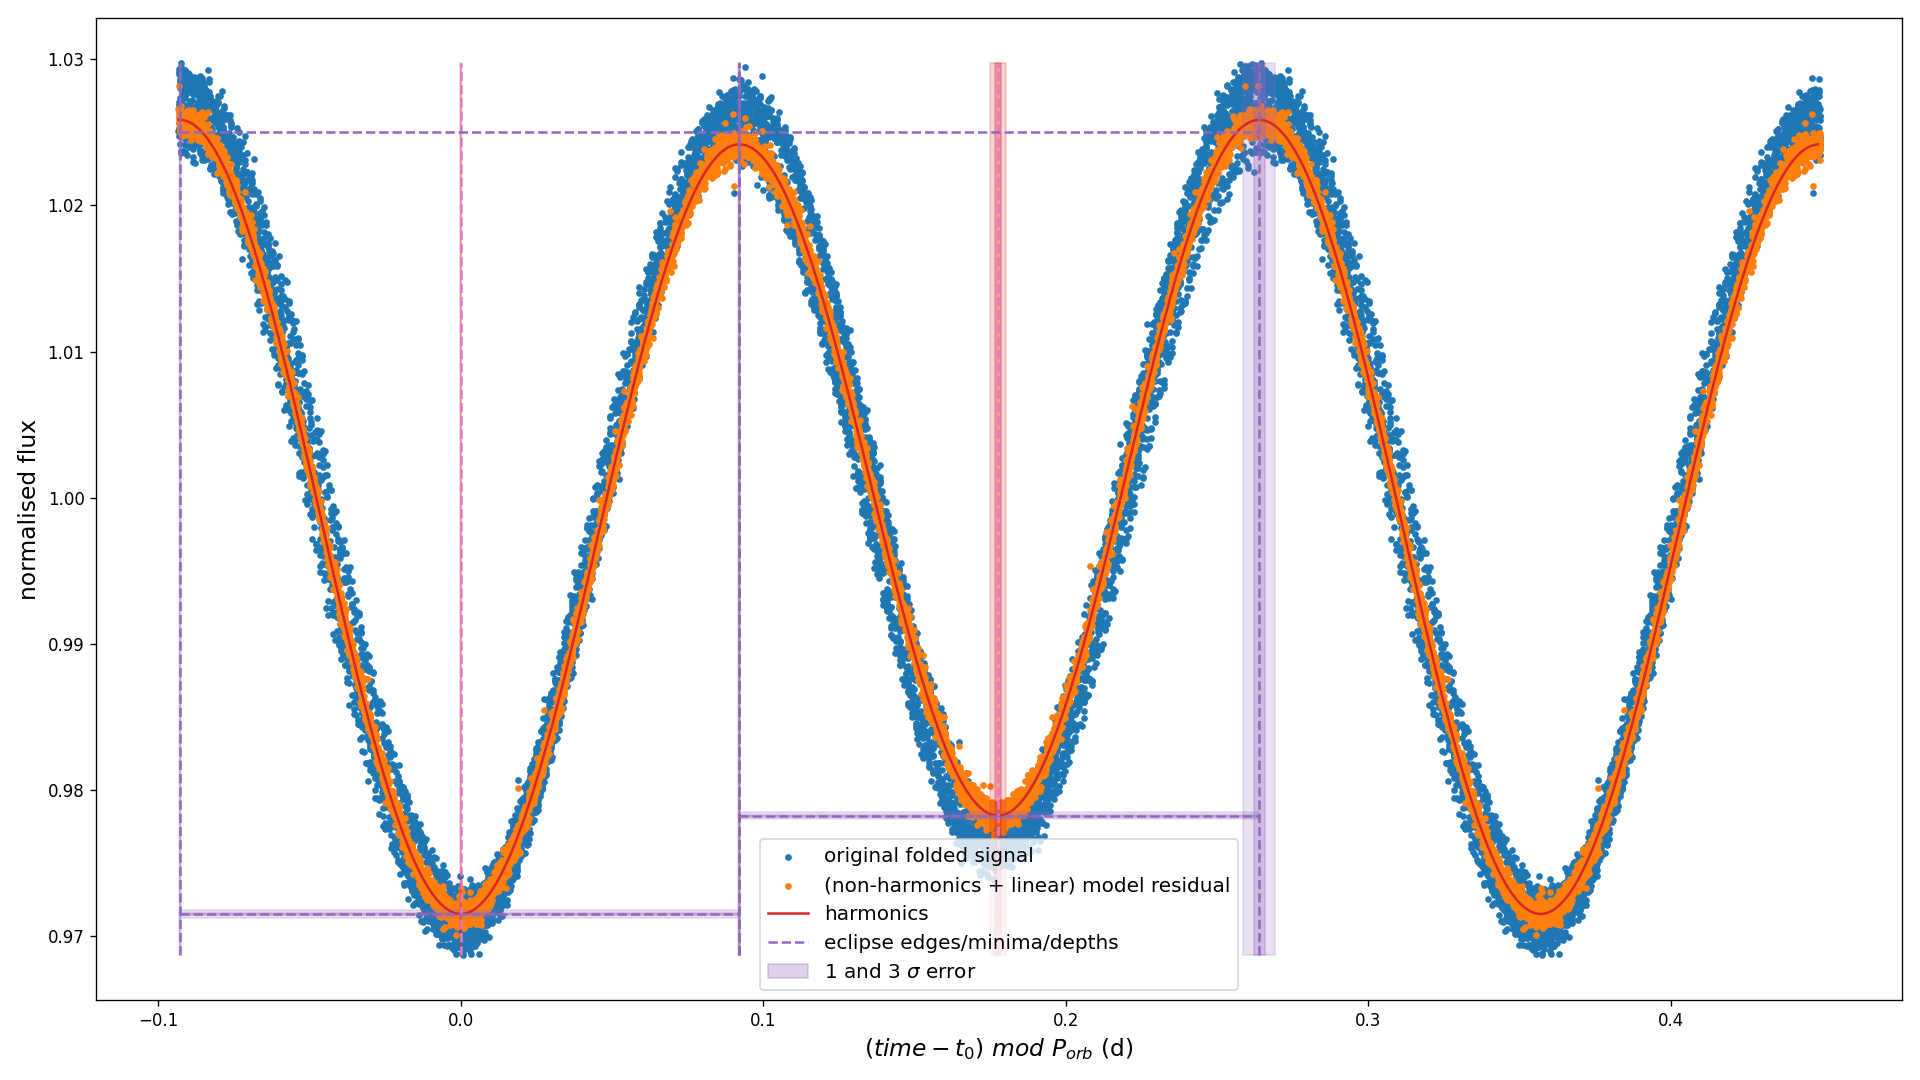 1.03
1.02
1.01
1.00
0.99
0.98
0.97
normalised flux
original folded signal
(non-harmonics + linear) model residual
harmonics
eclipse edges/minima/depths
1 and 3 σ error
−0.1 0.0 0.1 0.2 0.3 0.4
(time − t₀) mod Pₒᵣb (d)